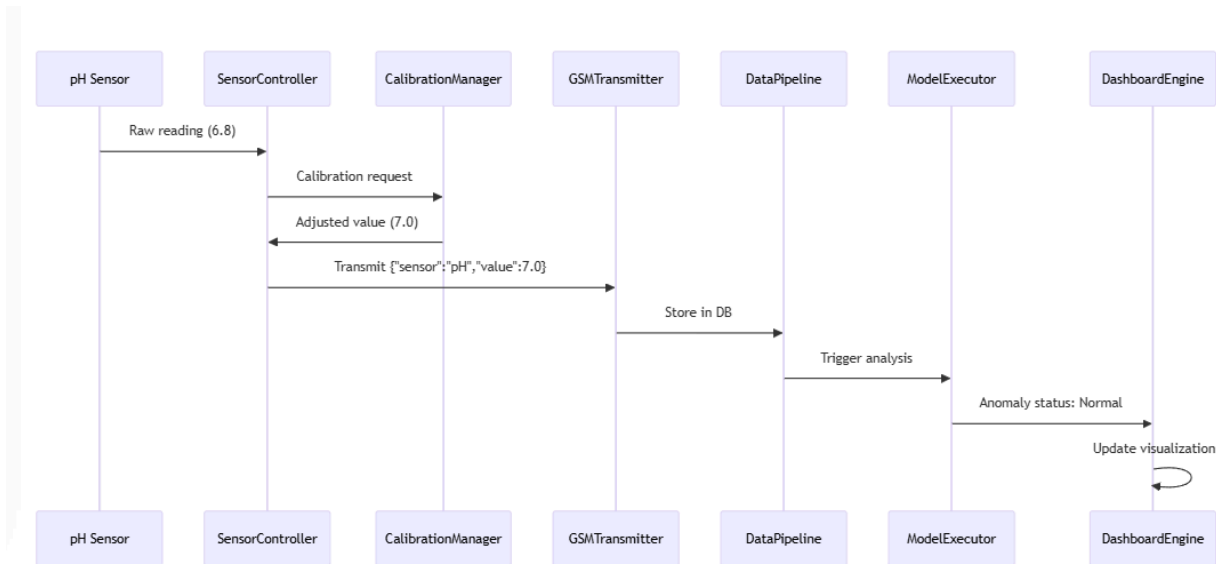 pH Sensor
SensorController
CalibrationManager
GSMTransmitter
DataPipeline
ModelExecutor
DashboardEngine
Raw reading (6.8)
Calibration request
Adjusted value (7.0)
Transmit {"sensor":"pH","value":7.0}
Store in DB
Trigger analysis
Anomaly status: Normal
Update visualization
pH Sensor
SensorController
CalibrationManager
GSMTransmitter
DataPipeline
ModelExecutor
DashboardEngine